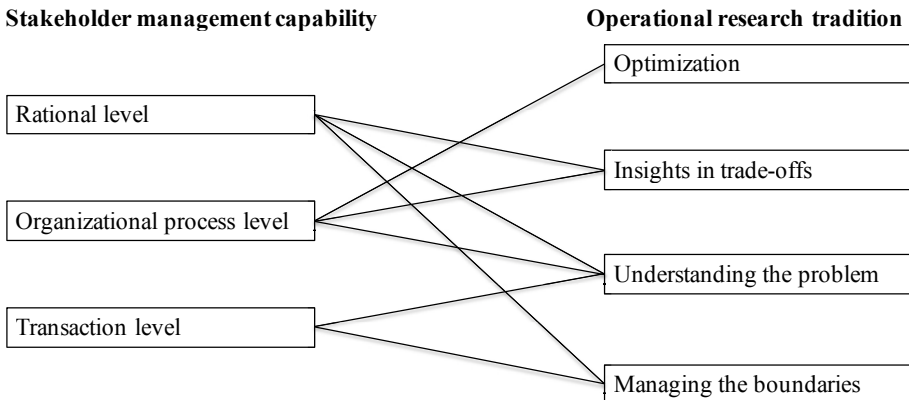 Stakeholder management capability
Operational research tradition
Optimization
Rational level
Insights in trade-offs
Organizational process level
Understanding the problem
Transaction level
Managing the boundaries